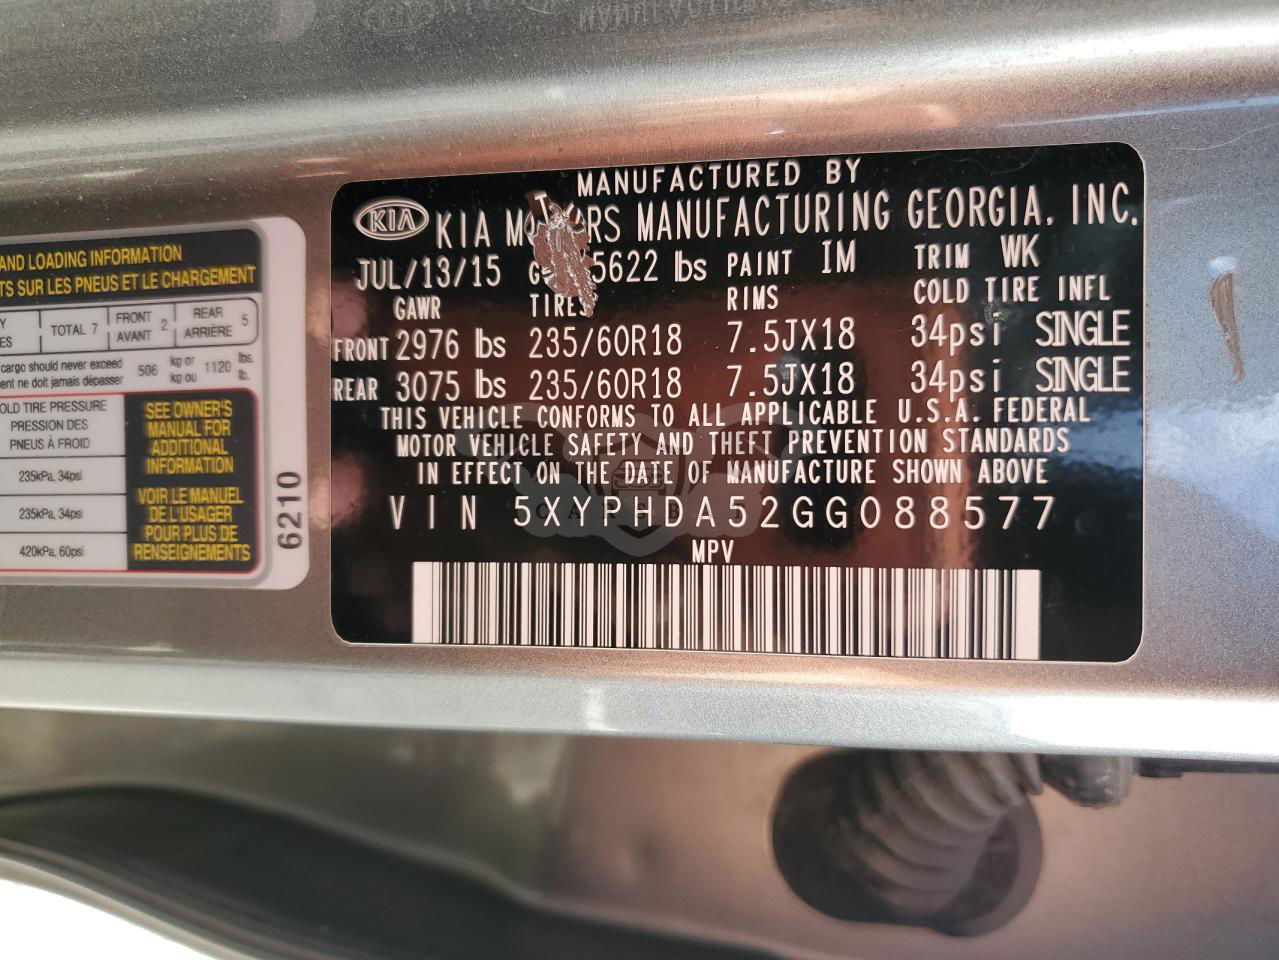 AND LOADING INFORMATION
TS SUR LES PNEUS ET LE CHARGEMENT
TOTAL 7
FRONT
AVANT 2
REAR
ARRIÈRE 5
cargo should never exceed
ne doit jamais dépasser
506 kg or
kg ou
1120 lbs.
lb.
OLD TIRE PRESSURE
PRESSION DES
PNEUS À FROID
235kPa, 34psi
235kPa, 34psi
420kPa, 60psi
SEE OWNER'S
MANUAL FOR
ADDITIONAL
INFORMATION
VOIR LE MANUEL
DE L'USAGER
POUR PLUS DE
RENSEIGNEMENTS
6210
MANUFACTURED BY
KIA KIA MOTORS MANUFACTURING GEORGIA, INC.
JUL/13/15 5622 lbs PAINT IM TRIM WK
GAWR TIRES RIMS COLD TIRE INFL
FRONT 2976 lbs 235/60R18 7.5JX18 34psi SINGLE
REAR 3075 lbs 235/60R18 7.5JX18 34psi SINGLE
THIS VEHICLE CONFORMS TO ALL APPLICABLE U.S.A. FEDERAL
MOTOR VEHICLE SAFETY AND THEFT PREVENTION STANDARDS
IN EFFECT ON THE DATE OF MANUFACTURE SHOWN ABOVE
VIN 5XYPHDA52GG088577
MPV